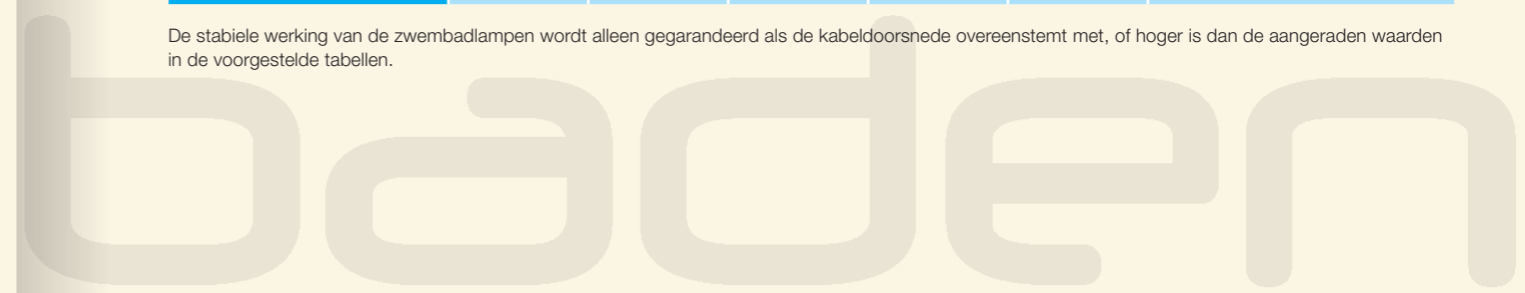 De stabiele werking van de zwembadlampen wordt alleen gegarandeerd als de kabeldoorsnede overeenstemt met, of hoger is dan de aangeraden waarden
in de voorgestelde tabellen.
baden